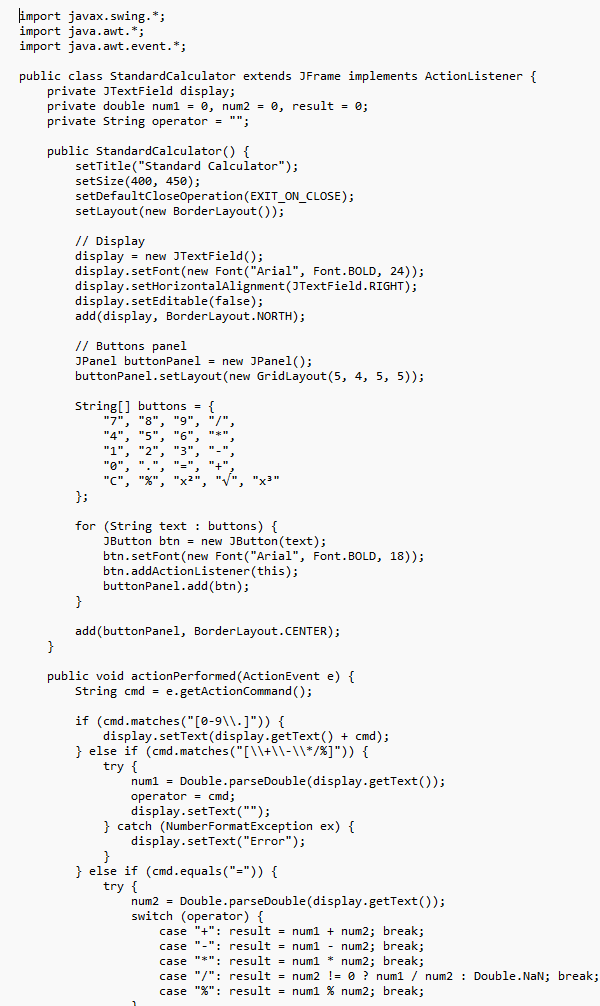 import javax.swing.*;
import java.awt.*;
import java.awt.event.*;

public class StandardCalculator extends JFrame implements ActionListener {
    private JTextField display;
    private double num1 = 0, num2 = 0, result = 0;
    private String operator = "";

    public StandardCalculator() {
        setTitle("Standard Calculator");
        setSize(400, 450);
        setDefaultCloseOperation(EXIT_ON_CLOSE);
        setLayout(new BorderLayout());

        // Display
        display = new JTextField();
        display.setFont(new Font("Arial", Font.BOLD, 24));
        display.setHorizontalAlignment(JTextField.RIGHT);
        display.setEditable(false);
        add(display, BorderLayout.NORTH);

        // Buttons panel
        JPanel buttonPanel = new JPanel();
        buttonPanel.setLayout(new GridLayout(5, 4, 5, 5));

        String[] buttons = {
            "7", "8", "9", "/",
            "4", "5", "6", "*",
            "1", "2", "3", "-",
            "0", ".", "=", "+",
            "C", "%", "x²", "√", "x³"
        };

        for (String text : buttons) {
            JButton btn = new JButton(text);
            btn.setFont(new Font("Arial", Font.BOLD, 18));
            btn.addActionListener(this);
            buttonPanel.add(btn);
        }

        add(buttonPanel, BorderLayout.CENTER);
    }

    public void actionPerformed(ActionEvent e) {
        String cmd = e.getActionCommand();

        if (cmd.matches("[0-9\\.]")) {
            display.setText(display.getText() + cmd);
        } else if (cmd.matches("[\\+\\-\\*/%]")) {
            try {
                num1 = Double.parseDouble(display.getText());
                operator = cmd;
                display.setText("");
            } catch (NumberFormatException ex) {
                display.setText("Error");
            }
        } else if (cmd.equals("=")) {
            try {
                num2 = Double.parseDouble(display.getText());
                switch (operator) {
                    case "+": result = num1 + num2; break;
                    case "-": result = num1 - num2; break;
                    case "*": result = num1 * num2; break;
                    case "/": result = num2 != 0 ? num1 / num2 : Double.NaN; break;
                    case "%": result = num1 % num2; break;
                }